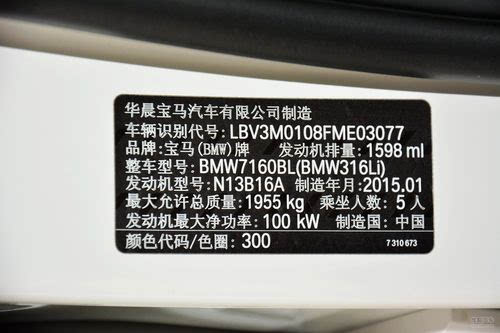 华晨宝马汽车有限公司制造
车辆识别代号: LBV3M0108FME03077
品牌: 宝马(BMW)牌 发动机排量: 1598 ml
整车型号: BMW7160BL(BMW316Li)
发动机型号: N13B16A 制造年月: 2015.01
最大允许总质量: 1955 kg 乘坐人数: 5 人
发动机最大净功率: 100 kW 制造国: 中国
颜色代码/色圈: 300 7 310 673